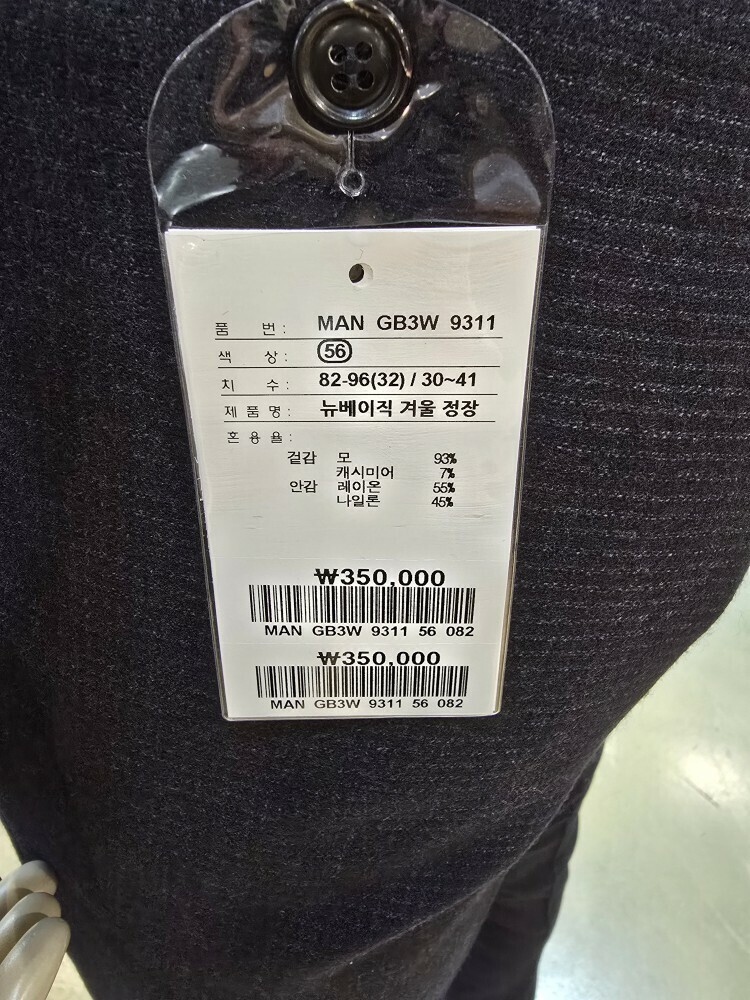 품 번 : MAN GB3W 9311
색 상 : 56
치 수 : 82-96(32) / 30~41
제 품 명 : 뉴베이직 겨울 정장
혼 용 율 :
겉감 모 93%
캐시미어 7%
안감 레이온 55%
나일론 45%
₩350,000
MAN GB3W 9311 56 082
₩350,000
MAN GB3W 9311 56 082